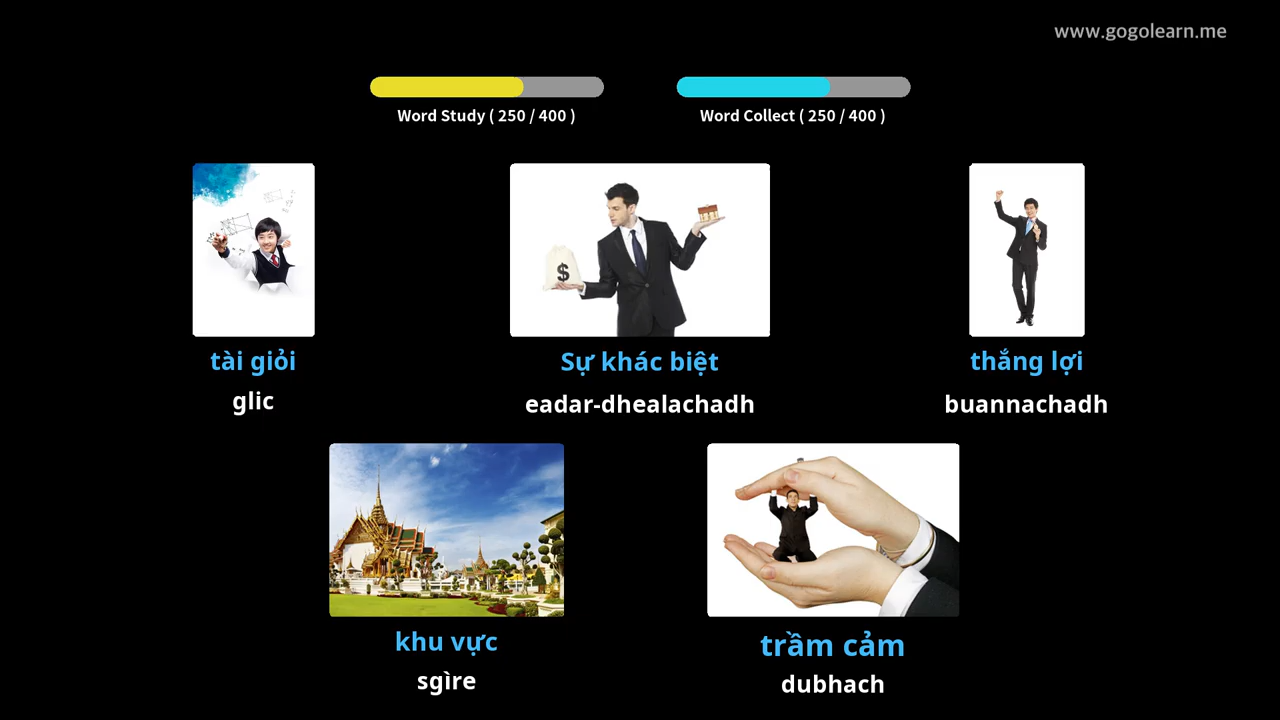 www.gogolearn.me
Word Study ( 250 / 400 )
Word Collect ( 250 / 400 )
tài giỏi
glic
Sự khác biệt
eadar-dhealachadh
thắng lợi
buannachadh
khu vực
sgìre
trầm cảm
dubhach